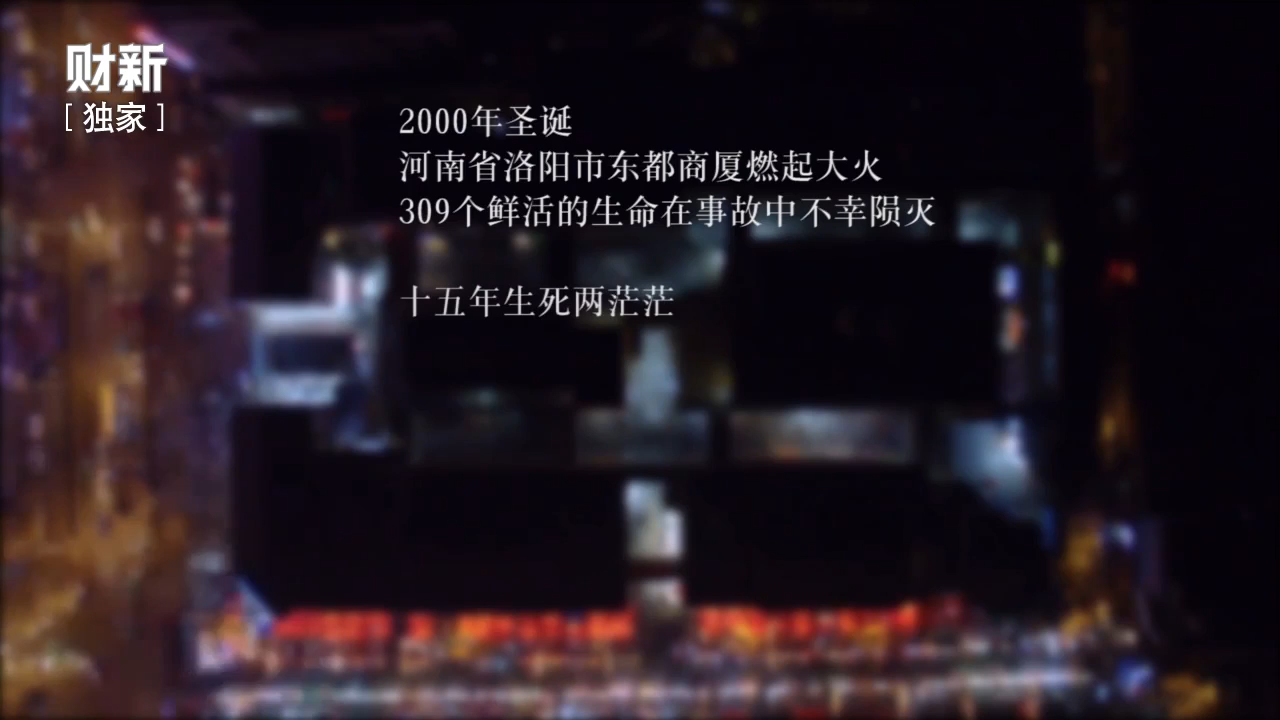 财新
[ 独家 ]
2000年圣诞
河南省洛阳市东都商厦燃起大火
309个鲜活的生命在事故中不幸陨灭
十五年生死两茫茫